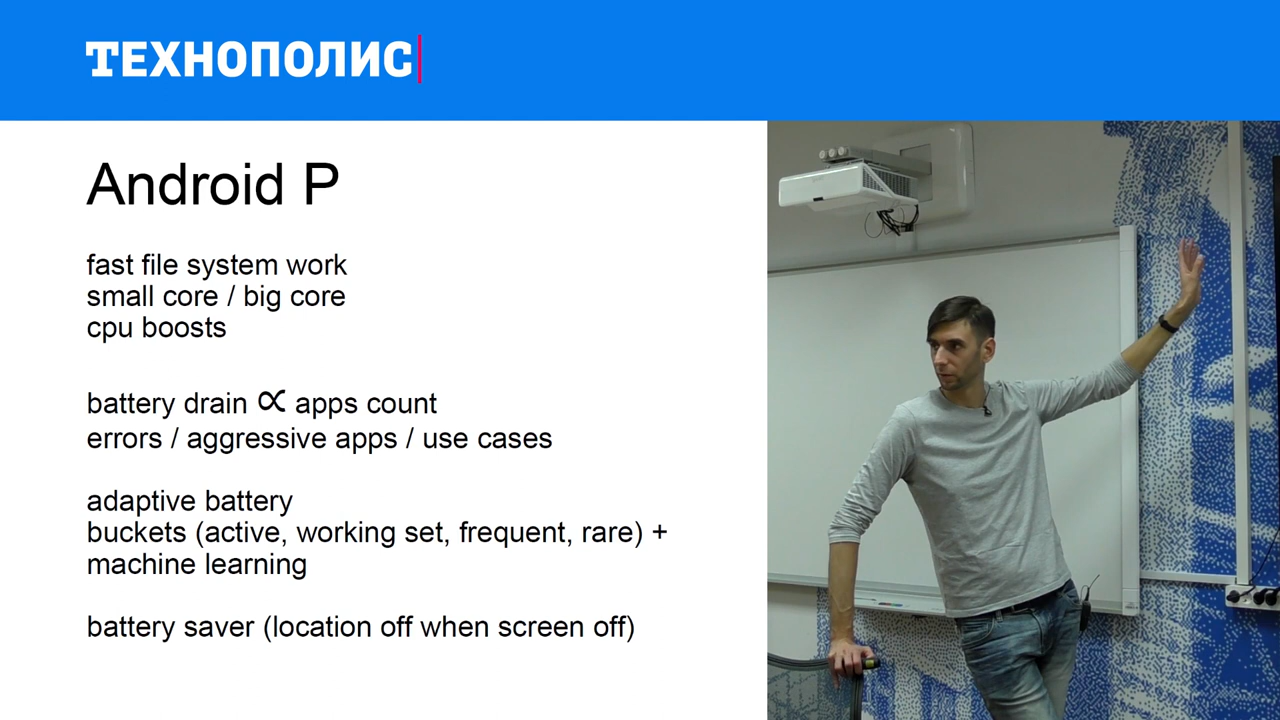 ТЕХНОПОЛИС
Android P
fast file system work
small core / big core
cpu boosts
battery drain ∝ apps count
errors / aggressive apps / use cases
adaptive battery
buckets (active, working set, frequent, rare) +
machine learning
battery saver (location off when screen off)